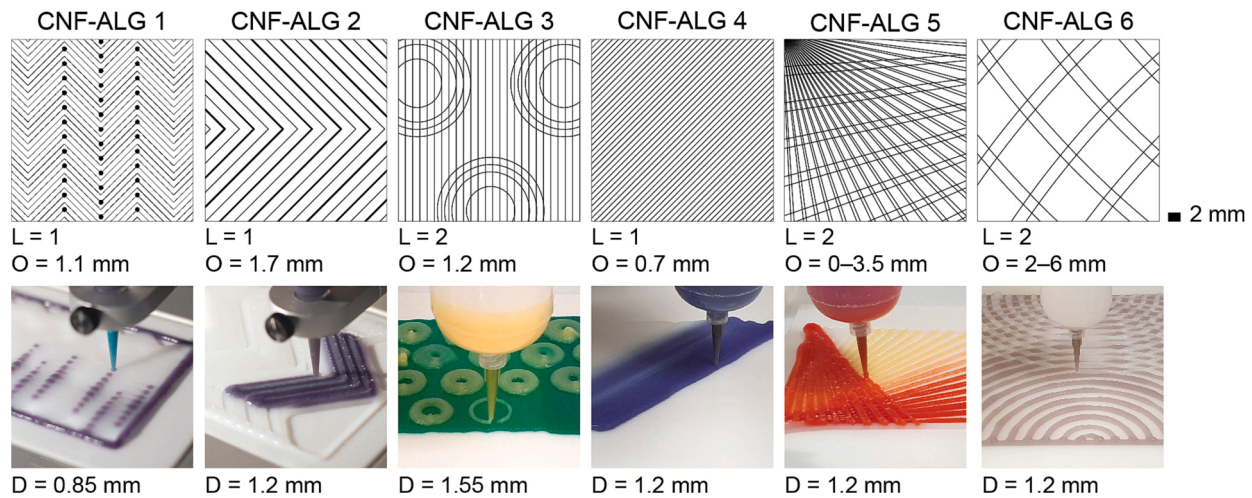 CNF-ALG 1 CNF-ALG 2 CNF-ALG 3 CNF-ALG 4 CNF-ALG 5 CNF-ALG 6
2 mm
L = 1 L = 1 L = 2 L = 1 L = 2 L = 2
O = 1.1 mm O = 1.7 mm O = 1.2 mm O = 0.7 mm O = 0–3.5 mm O = 2–6 mm
D = 0.85 mm D = 1.2 mm D = 1.55 mm D = 1.2 mm D = 1.2 mm D = 1.2 mm